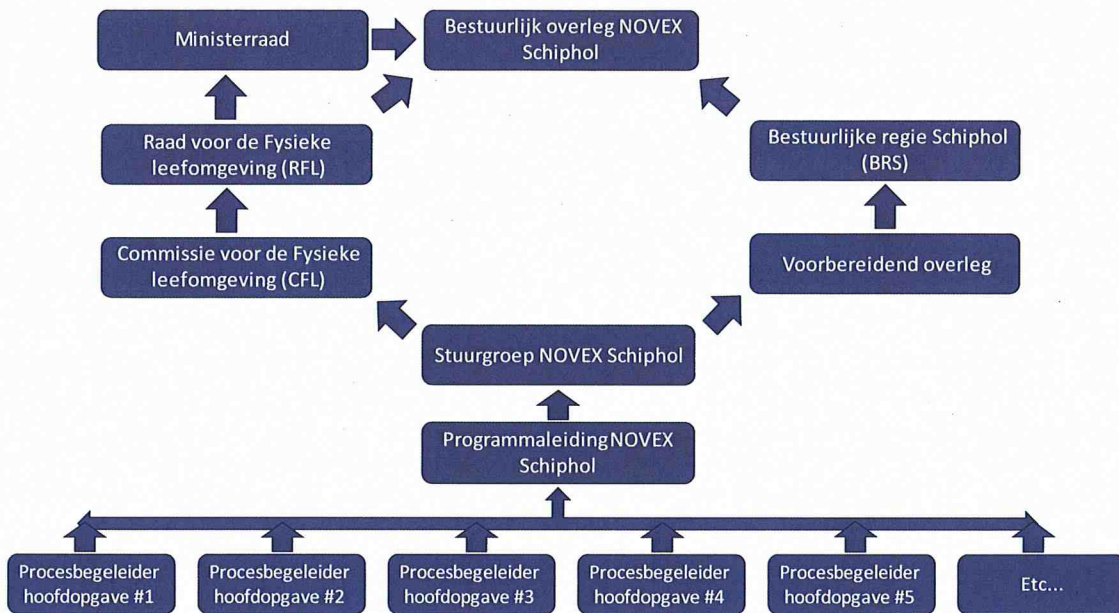 Ministerraad
Bestuurlijk overleg NOVEX
Schiphol
Raad voor de Fysieke
leefomgeving (RFL)
Bestuurlijke regie Schiphol
(BRS)
Commissie voor de Fysieke
leefomgeving (CFL)
Voorbereidend overleg
Stuurgroep NOVEX Schiphol
Programmaleiding NOVEX
Schiphol
Procesbegeleider
hoofdopgave #1
Procesbegeleider
hoofdopgave #2
Procesbegeleider
hoofdopgave #3
Procesbegeleider
hoofdopgave #4
Procesbegeleider
hoofdopgave #5
Etc...